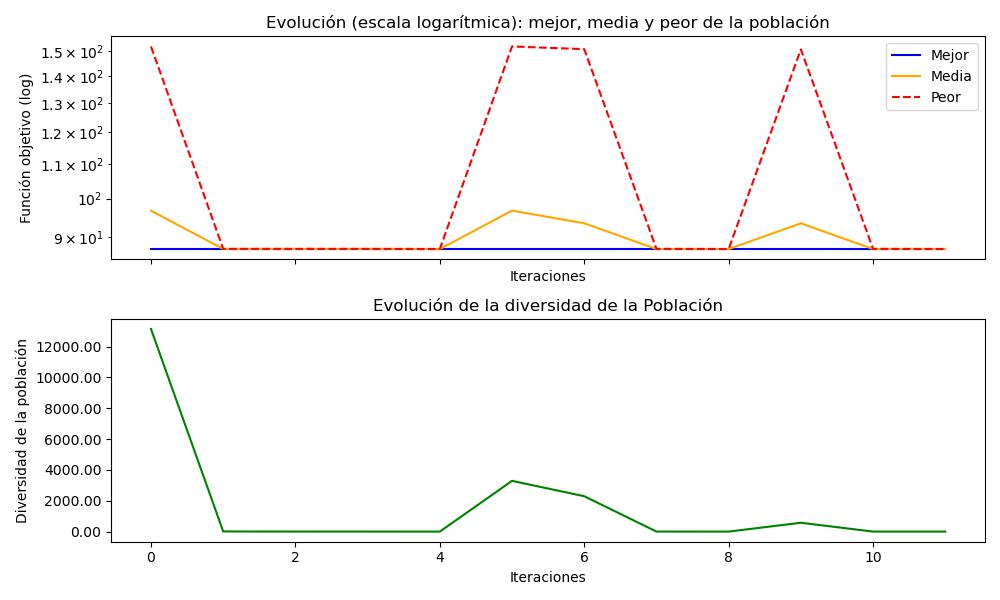 Evolución (escala logarítmica): mejor, media y peor de la población
Función objetivo (log)
1.5 × 10²
1.4 × 10²
1.3 × 10²
1.2 × 10²
1.1 × 10²
10²
9 × 10¹
Mejor
Media
Peor
Iteraciones
Evolución de la diversidad de la Población
Diversidad de la población
12000.00
10000.00
8000.00
6000.00
4000.00
2000.00
0.00
0 2 4 6 8 10
Iteraciones